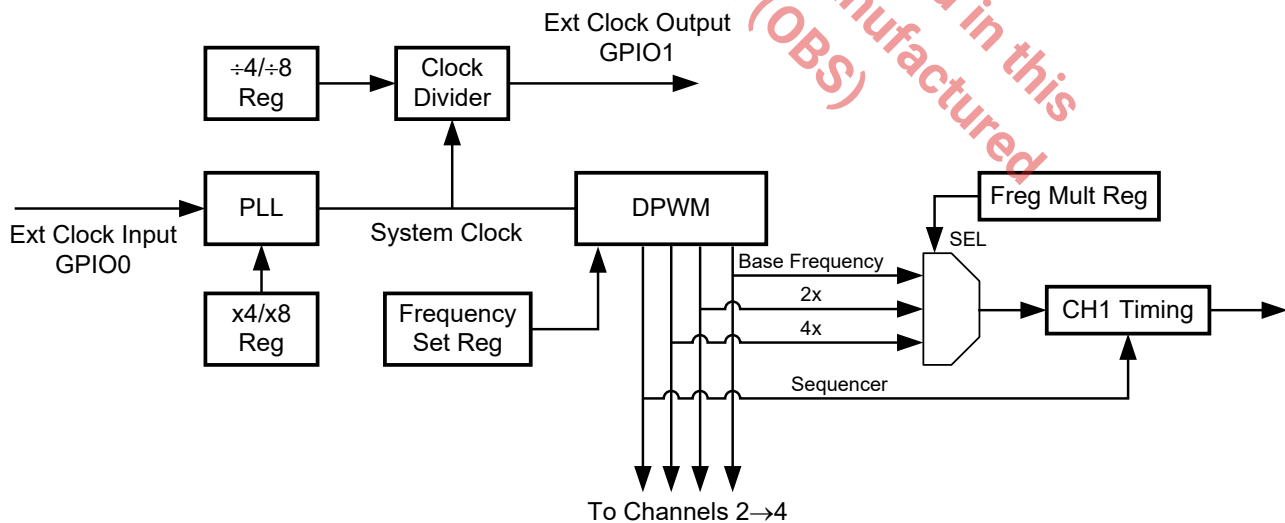 d in this
nufactured
(OBS)
Ext Clock Output
GPIO1
÷4/÷8
Reg
Clock
Divider
PLL
DPWM
Freg Mult Reg
Ext Clock Input
GPIO0
System Clock
SEL
Base Frequency
x4/x8
Reg
Frequency
Set Reg
2x
CH1 Timing
4x
Sequencer
To Channels 2→4